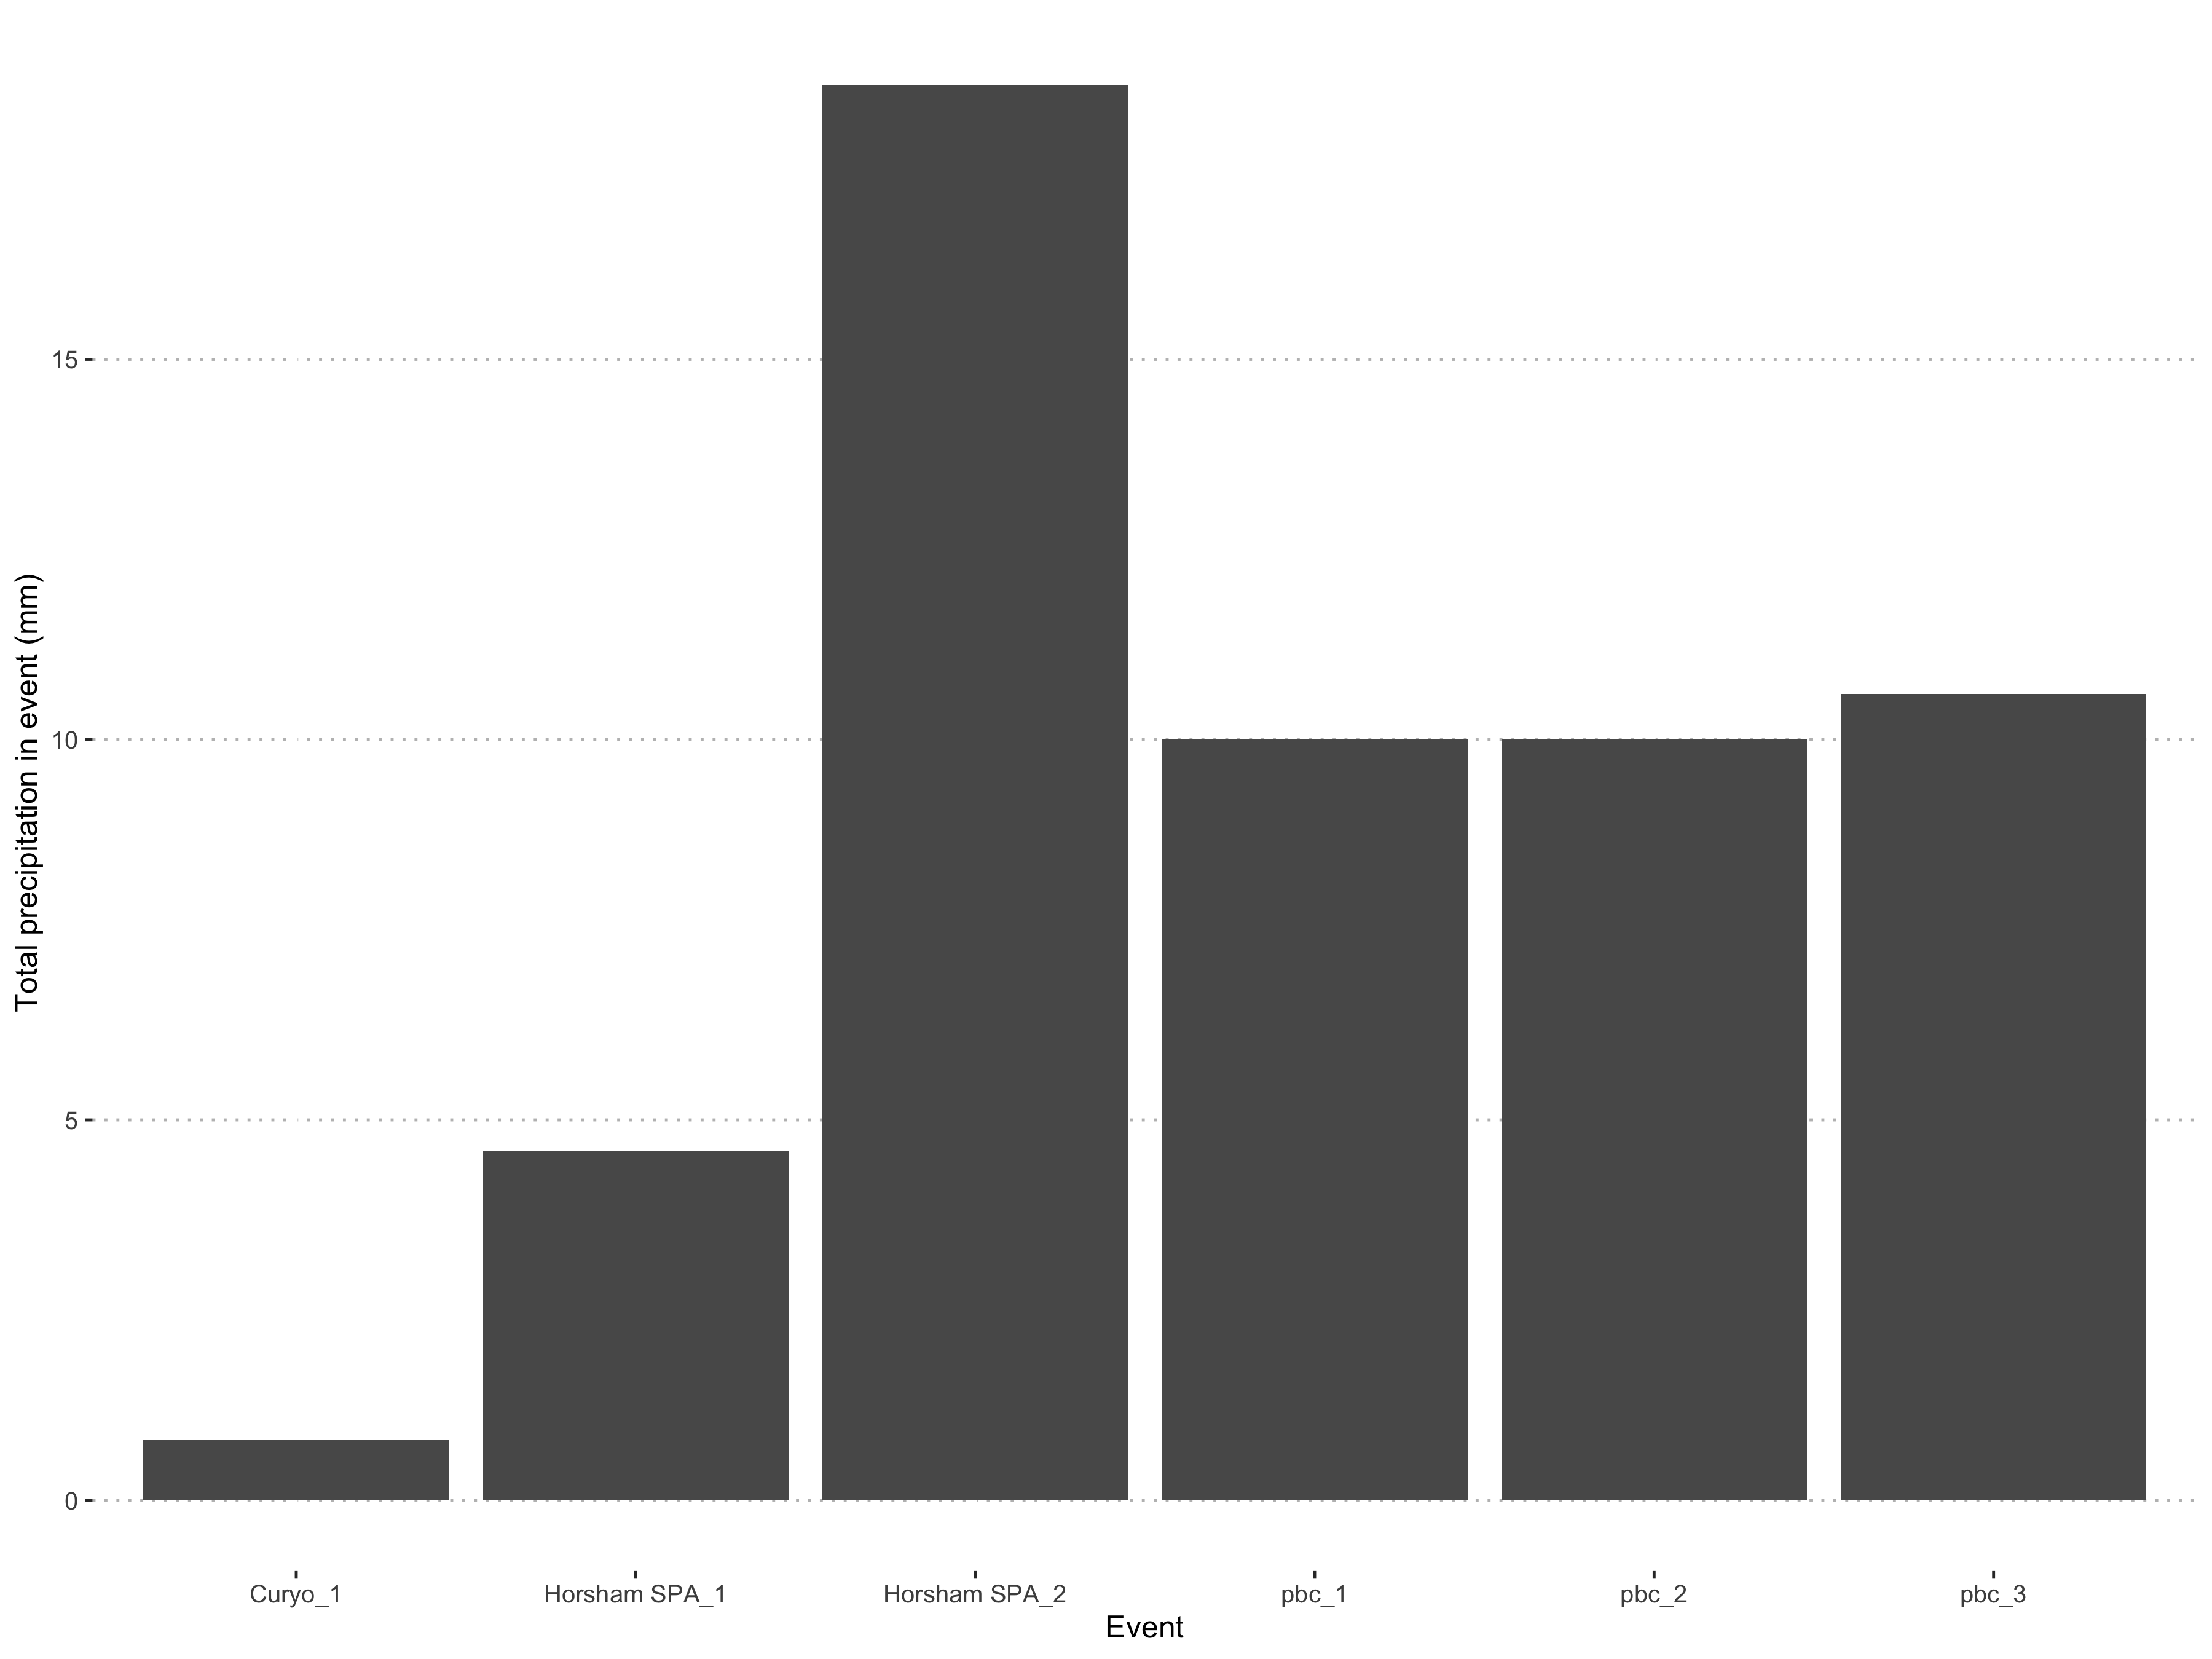 Total precipitation in event (mm)
15
10
5
0
Curyo_1
Horsham SPA_1
Horsham SPA_2
pbc_1
pbc_2
pbc_3
Event